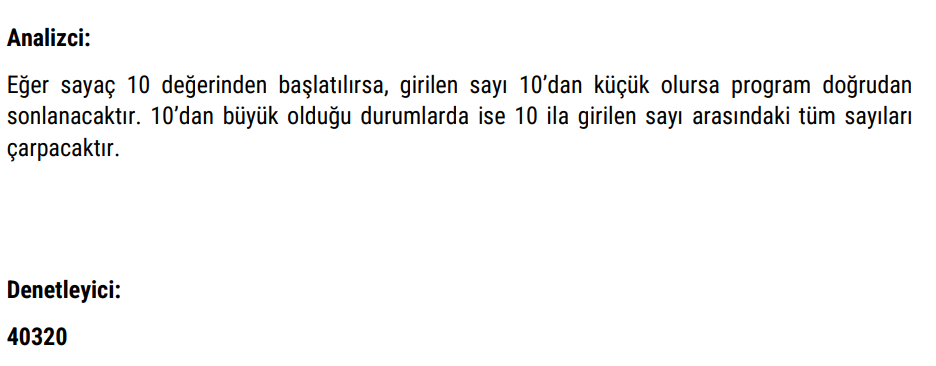 Analizci:
Eğer sayaç 10 değerinden başlatılırsa, girilen sayı 10’dan küçük olursa program doğrudan
sonlanacaktır. 10’dan büyük olduğu durumlarda ise 10 ila girilen sayı arasındaki tüm sayıları
çarpacaktır.
Denetleyici:
40320